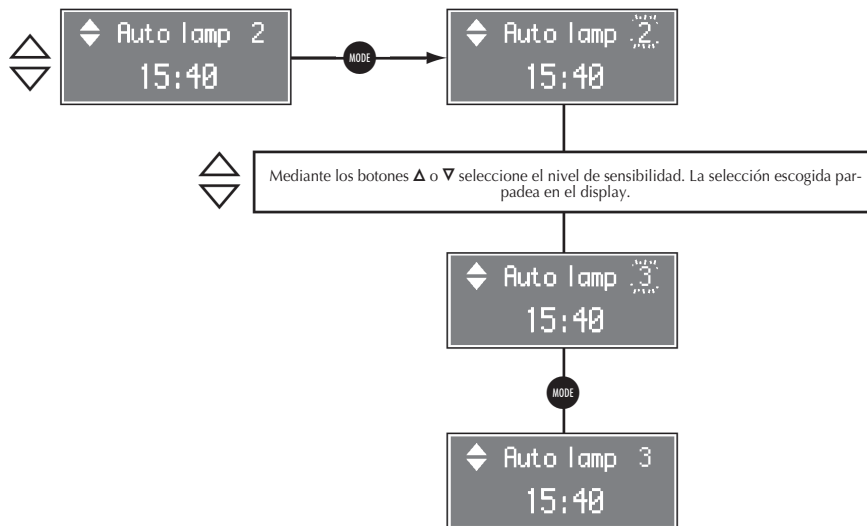 Auto lamp 2
15:40
MODE
Auto lamp 2
15:40
Mediante los botones Δ o ∇ seleccione el nivel de sensibilidad. La selección escogida par-
padea en el display.
Auto lamp 3
15:40
MODE
Auto lamp 3
15:40